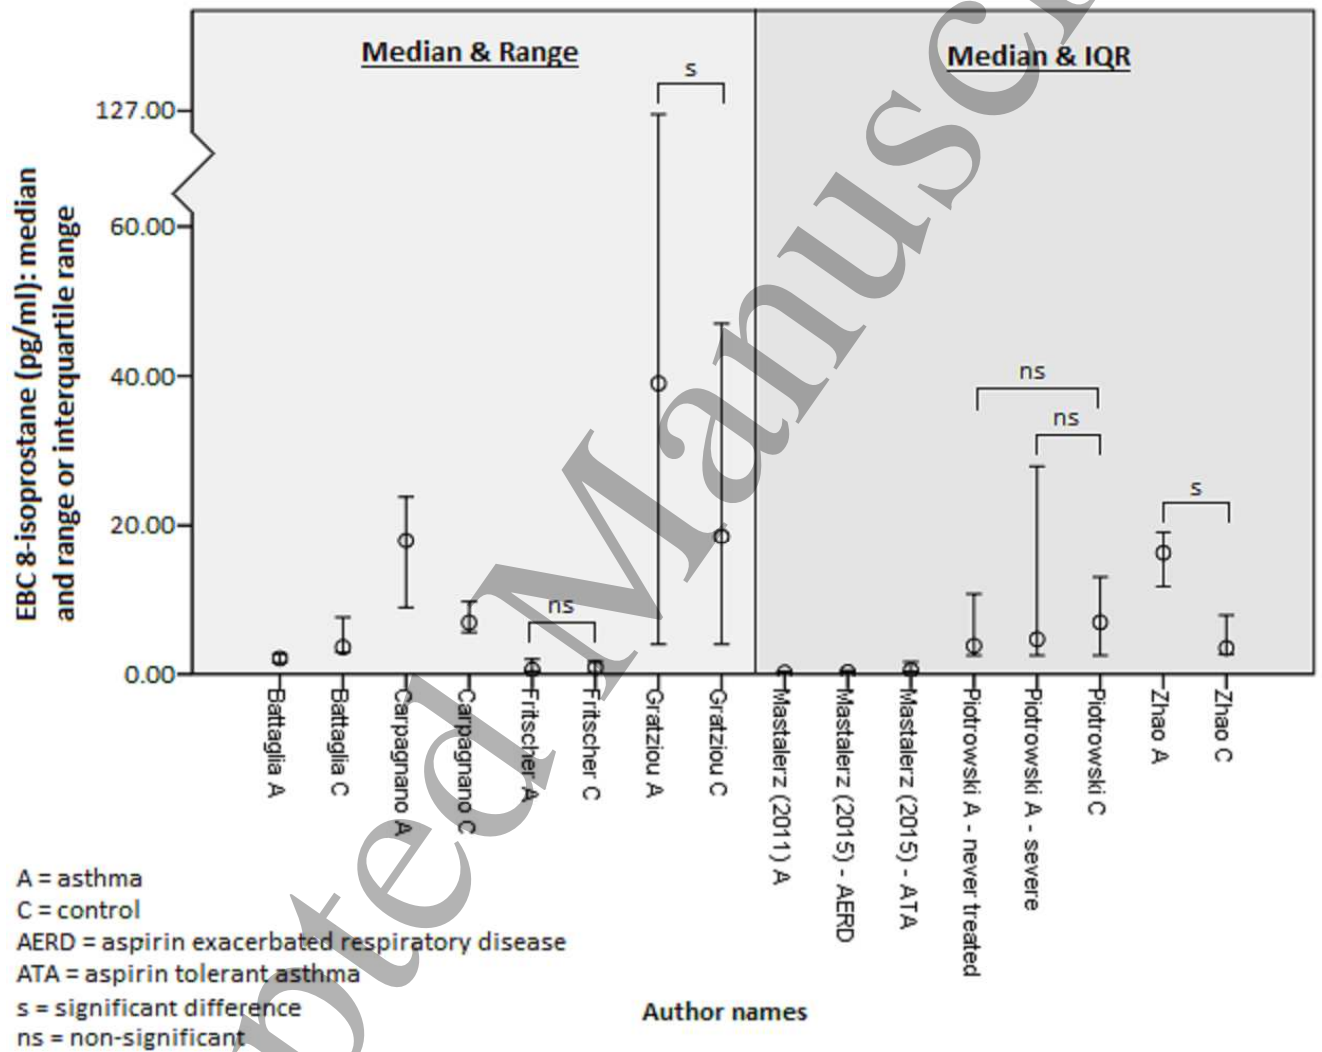 Median & Range
Median & IQR
s
127.00
60.00
40.00
20.00
0.00
EBC 8-isoprostane (pg/ml): median
and range or interquartile range
ns
ns
ns
s
Battaglia A
Battaglia C
Carpagnano A
Carpagnano C
Fritscher A
Fritscher C
Gratziou A
Gratziou C
Mastalerz (2011) A
Mastalerz (2015) - AERD
Mastalerz (2015) - ATA
Piotrowski A - never treated
Piotrowski A - severe
Piotrowski C
Zhao A
Zhao C
A = asthma
C = control
AERD = aspirin exacerbated respiratory disease
ATA = aspirin tolerant asthma
s = significant difference
ns = non-significant
Author names
pted Manuscr